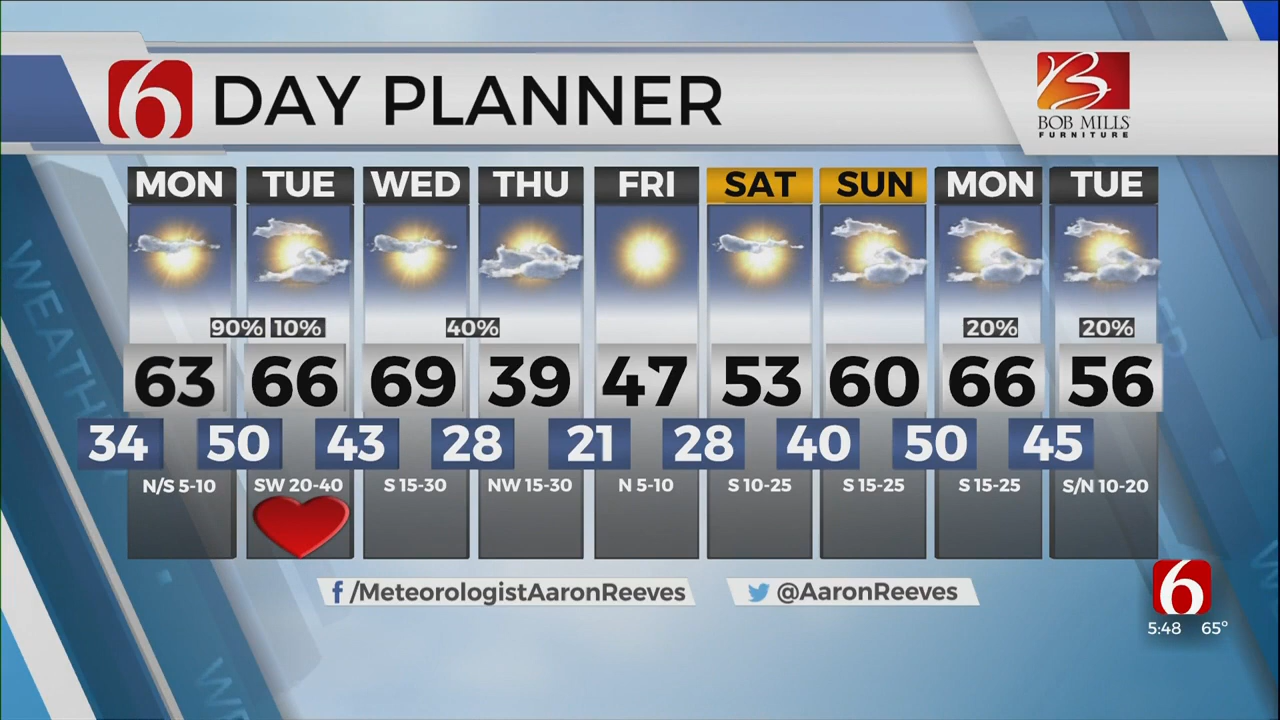 6 DAY PLANNER
B
BOB MILLS
FURNITURE
MON TUE WED THU FRI SAT SUN MON TUE
90% 10% 40% 20% 20%
63 66 69 39 47 53 60 66 56
34 50 43 28 21 28 40 50 45
N/S 5-10 SW 20-40 S 15-30 NW 15-30 N 5-10 S 10-25 S 15-25 S 15-25 S/N 10-20
f /MeteorologistAaronReeves @AaronReeves
6
5:48 65°
WEATH